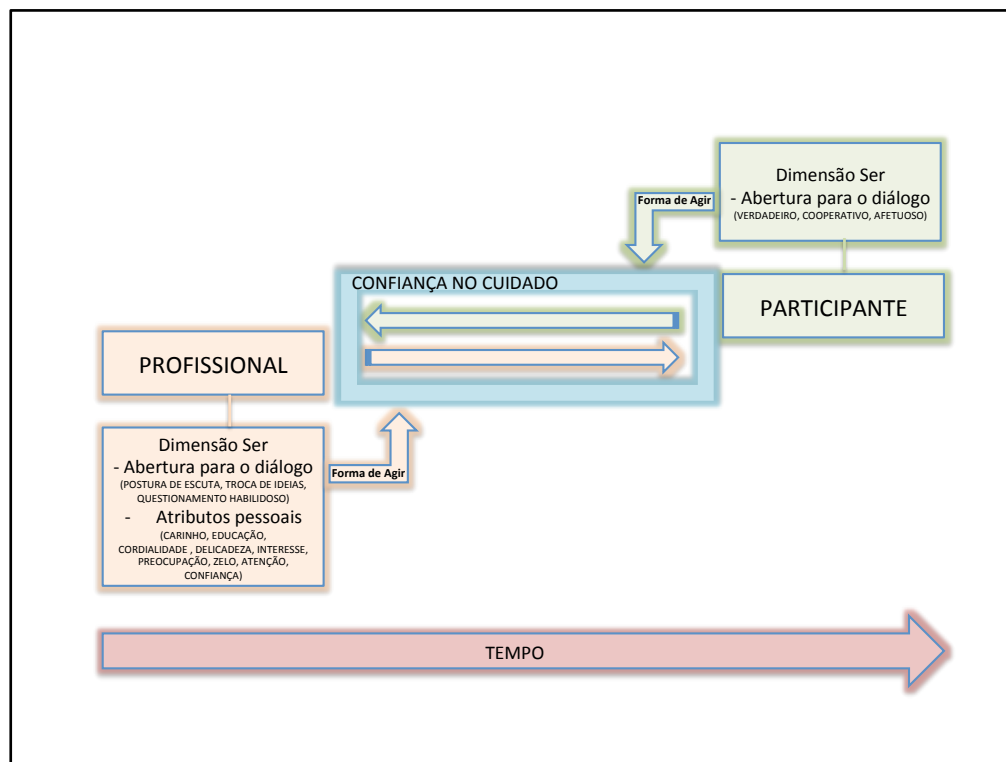 Dimensão Ser
- Abertura para o diálogo
(VERDADEIRO, COOPERATIVO, AFETUOSO)
Forma de Agir
PARTICIPANTE
CONFIANÇA NO CUIDADO
PROFISSIONAL
Dimensão Ser
- Abertura para o diálogo
(POSTURA DE ESCUTA, TROCA DE IDEIAS,
QUESTIONAMENTO HABILIDOSO)
- Atributos pessoais
(CARINHO, EDUCAÇÃO,
CORDIALIDADE , DELICADEZA, INTERESSE,
PREOCUPAÇÃO, ZELO, ATENÇÃO,
CONFIANÇA)
Forma de Agir
TEMPO